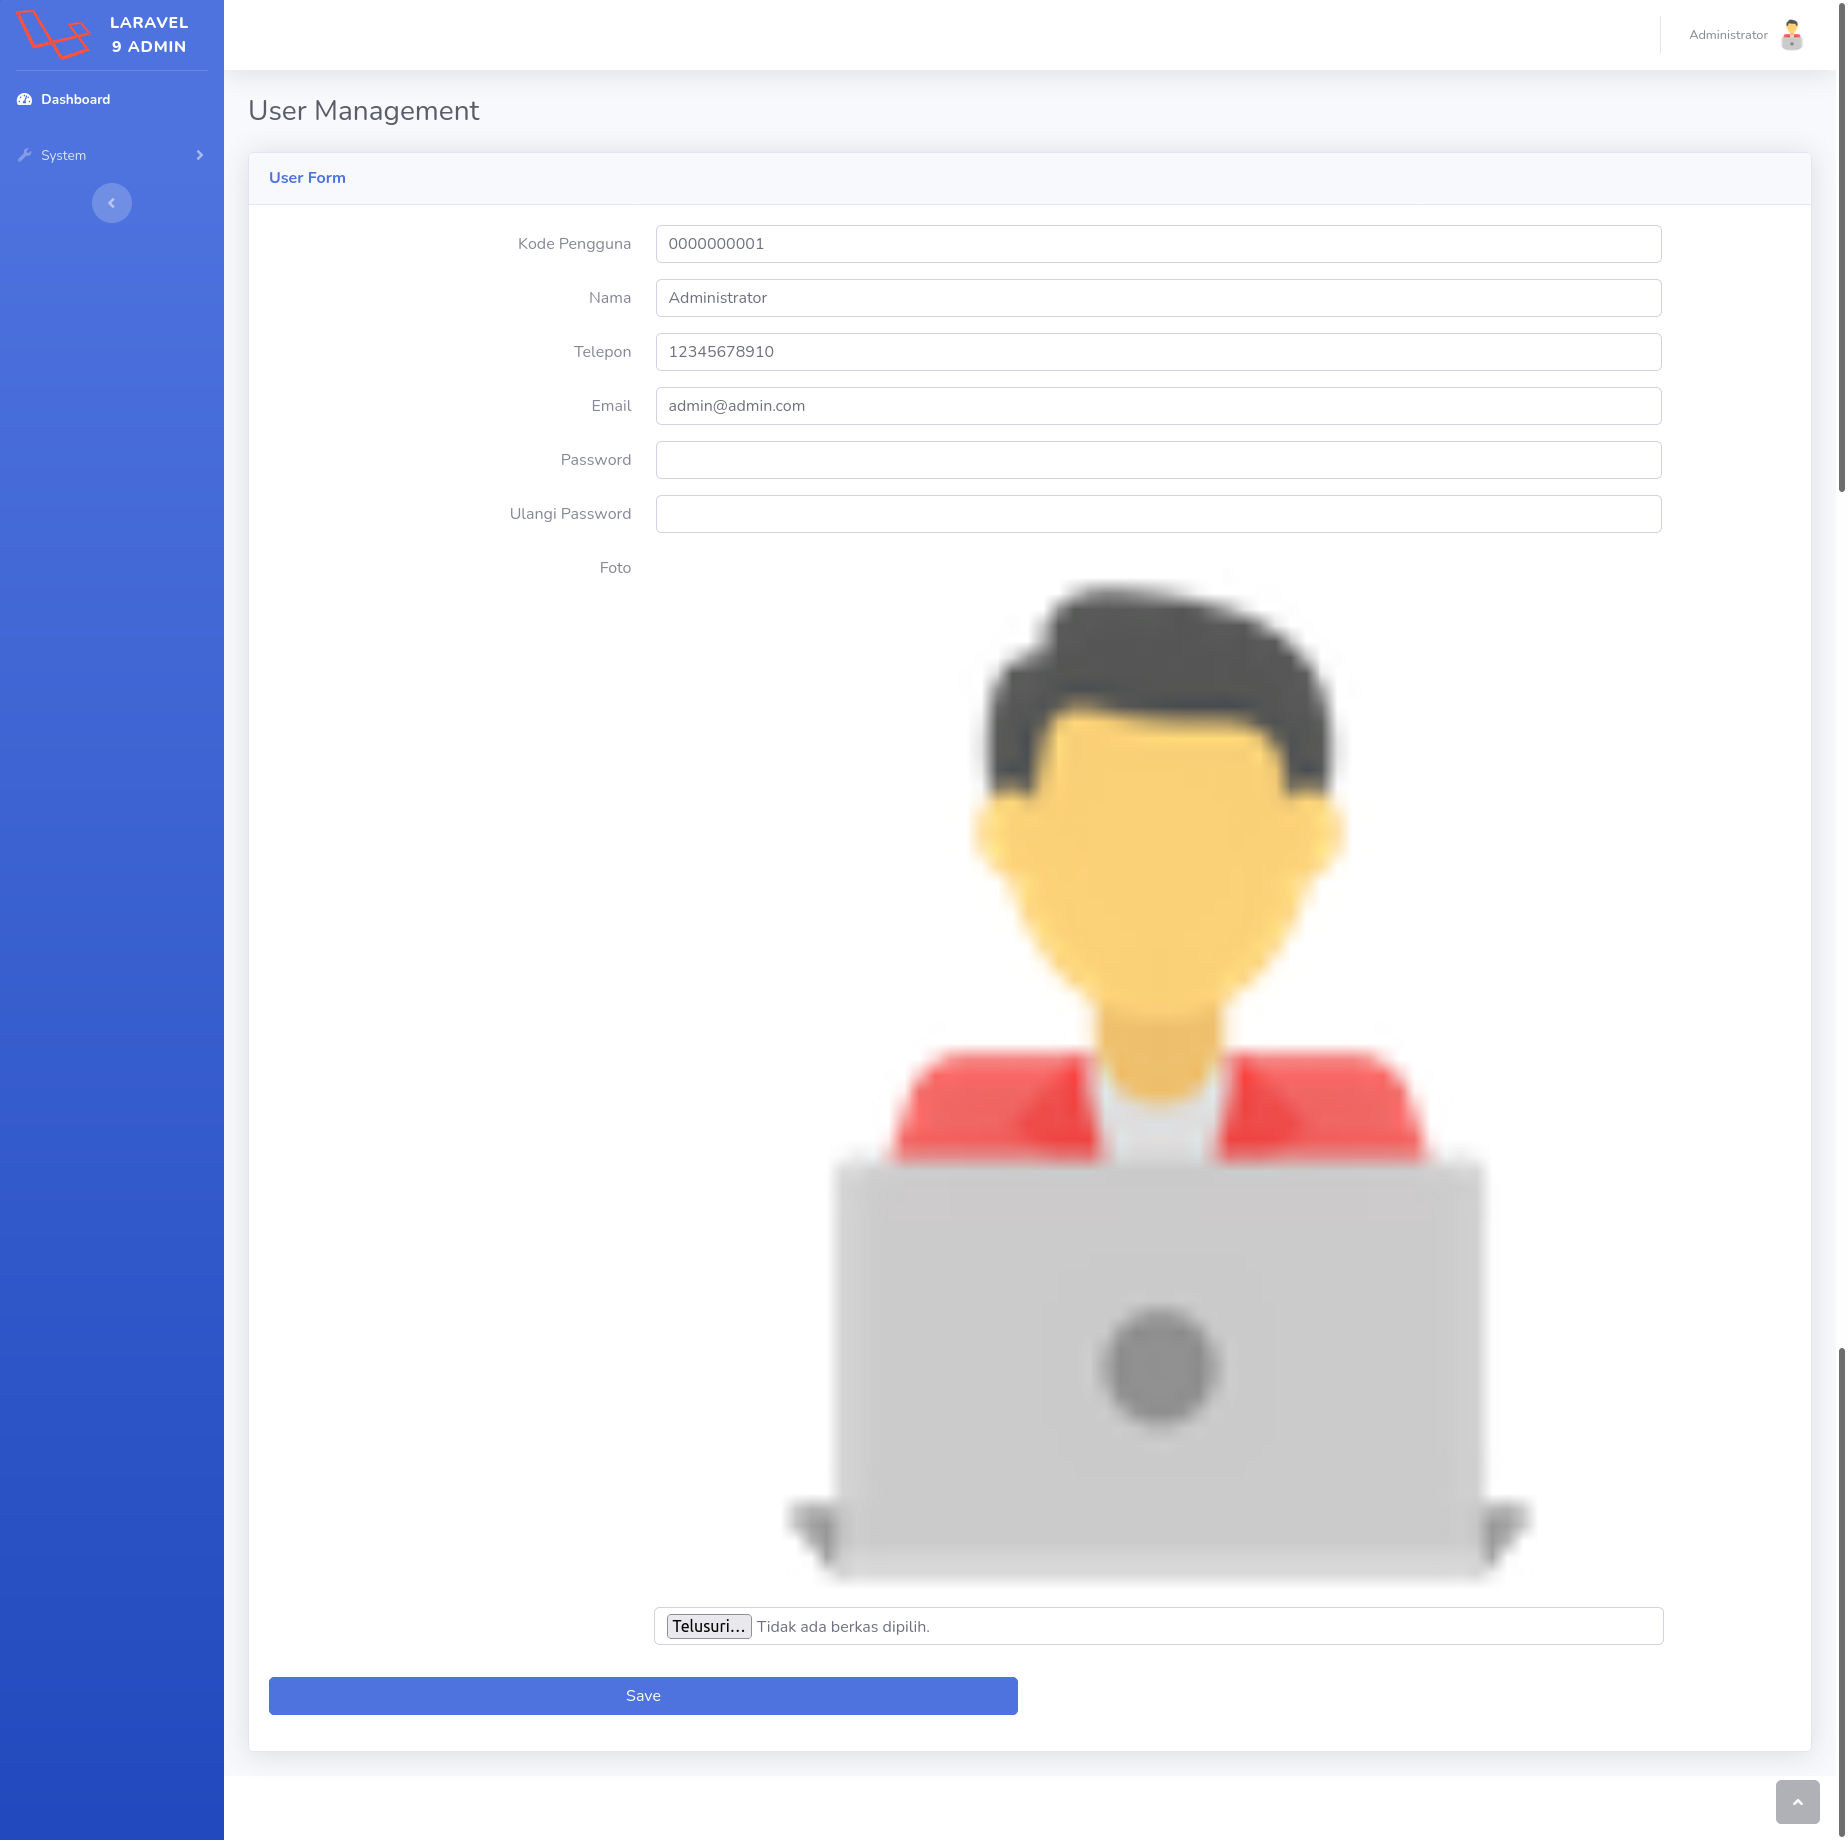 LARAVEL
9 ADMIN
Administrator
Dashboard
System
User Management
User Form
Kode Pengguna 0000000001
Nama Administrator
Telepon 12345678910
Email admin@admin.com
Password
Ulangi Password
Foto
Telusuri... Tidak ada berkas dipilih.
Save